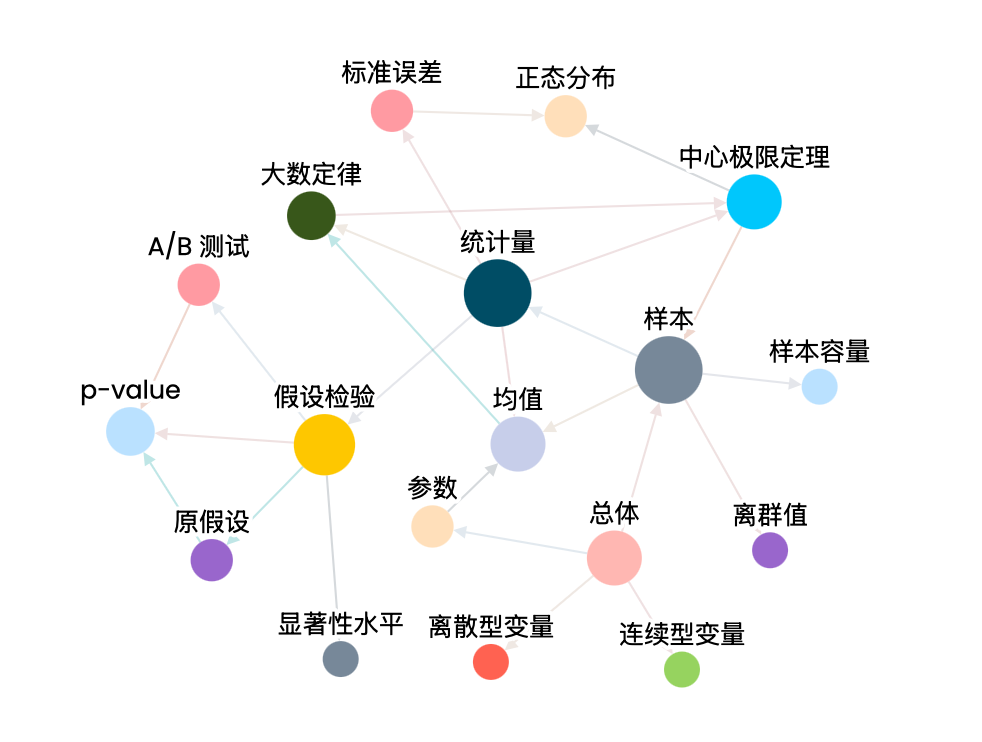 标准误差
正态分布
中心极限定理
大数定律
A/B 测试
统计量
样本
样本容量
p-value
假设检验
均值
参数
总体
离群值
原假设
显著性水平
离散型变量
连续型变量